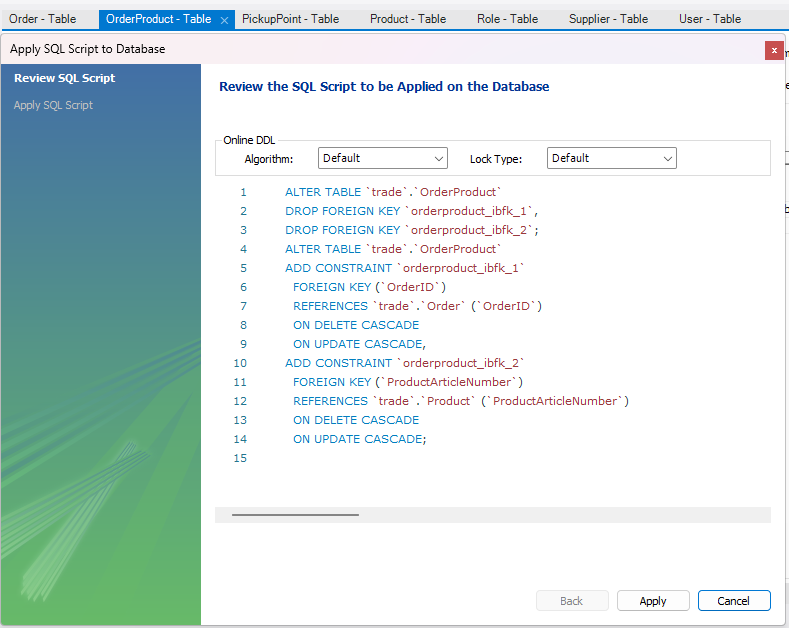 Order - Table OrderProduct - Table × PickupPoint - Table Product - Table Role - Table Supplier - Table User - Table
Apply SQL Script to Database x
Review SQL Script
Apply SQL Script
Review the SQL Script to be Applied on the Database
Online DDL
Algorithm: Default Lock Type: Default
1 ALTER TABLE `trade`.`OrderProduct`
2 DROP FOREIGN KEY `orderproduct_ibfk_1`,
3 DROP FOREIGN KEY `orderproduct_ibfk_2`;
4 ALTER TABLE `trade`.`OrderProduct`
5 ADD CONSTRAINT `orderproduct_ibfk_1`
6 FOREIGN KEY (`OrderID`)
7 REFERENCES `trade`.`Order` (`OrderID`)
8 ON DELETE CASCADE
9 ON UPDATE CASCADE,
10 ADD CONSTRAINT `orderproduct_ibfk_2`
11 FOREIGN KEY (`ProductArticleNumber`)
12 REFERENCES `trade`.`Product` (`ProductArticleNumber`)
13 ON DELETE CASCADE
14 ON UPDATE CASCADE;
15
Back Apply Cancel